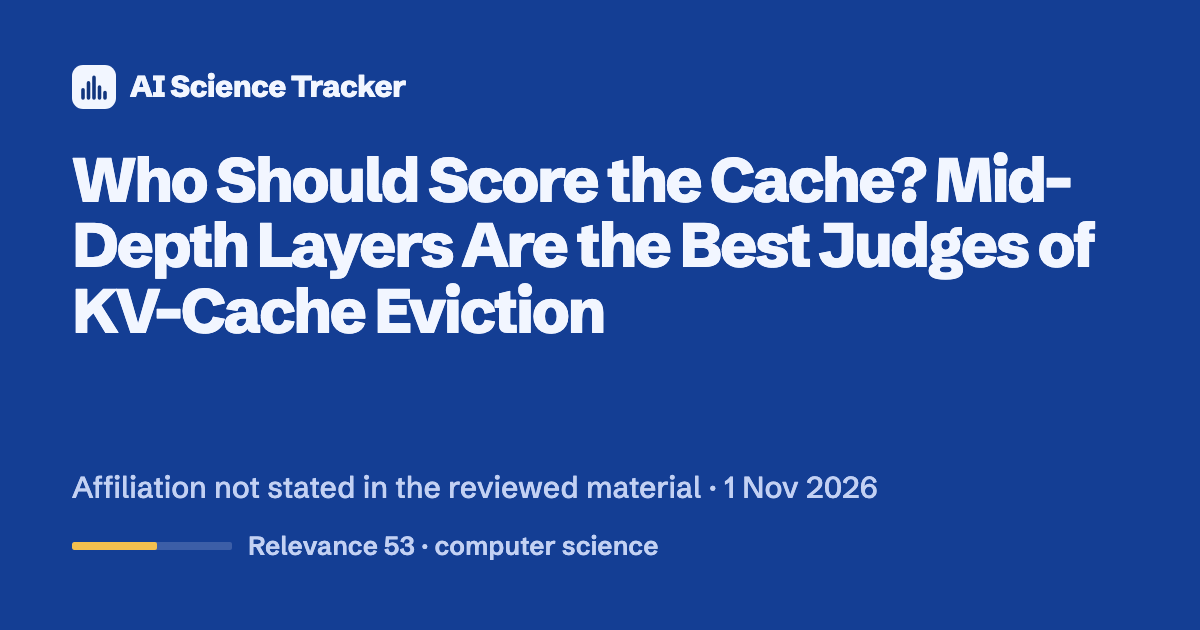 AI Science Tracker
Who Should Score the Cache? Mid-
Depth Layers Are the Best Judges of
KV-Cache Eviction
Affiliation not stated in the reviewed material · 1 Nov 2026
Relevance 53 · computer science